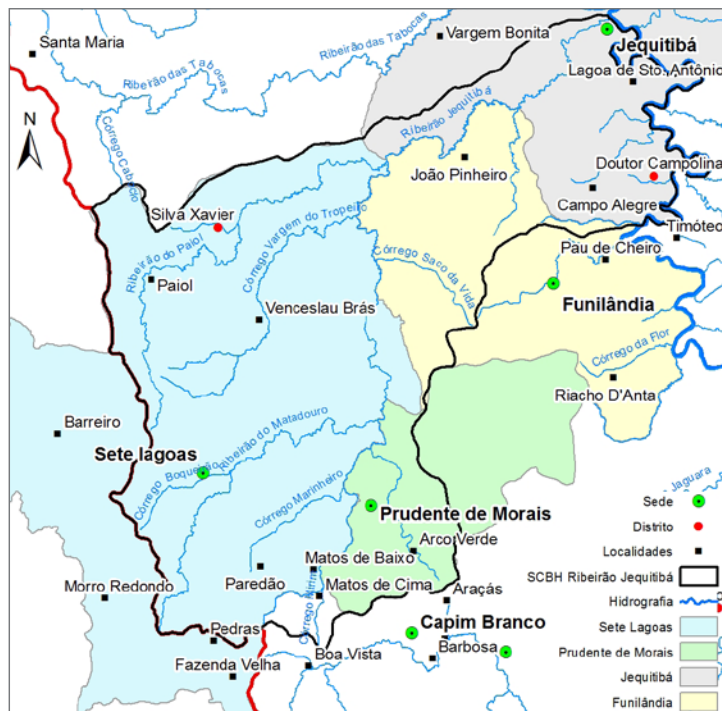 Santa Maria
Vargem Bonita
Ribeirão das Tabocas
Jequitibá
Ribeirão das Tabocas
Lagoa de Sto. Antônio
N
Ribeirão Jequitibá
Córrego Cabrício
João Pinheiro
Doutor Campolina
Campo Alegre
Silva Xavier
Timóteo
Córrego Vargem do Tropeiro
Ribeirão do Paiol
Paiol
Córrego Saco da Vida
Pau de Cheiro
Funilândia
Venceslau Brás
Córrego da Flor
Riacho D'Anta
Barreiro
Sete lagoas
Córrego Boqueirão
Ribeirão do Matadouro
Córrego Marinheiro
Prudente de Morais
Arco Verde
Matos de Baixo
Paredão
Matos de Cima
Morro Redondo
Araçás
Capim Branco
Pedras
Boa Vista
Barbosa
Fazenda Velha
Jaguara
Sede
Distrito
Localidades
SCBH Ribeirão Jequitibá
Hidrografia
Sete Lagoas
Prudente de Morais
Jequitibá
Funilândia